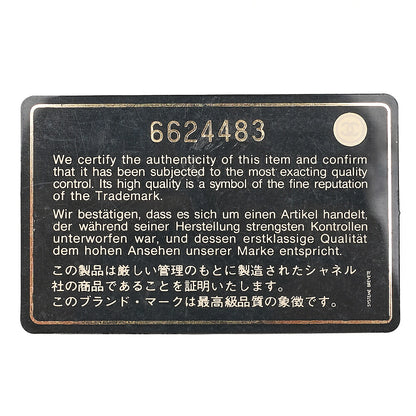 6624483
We certify the authenticity of this item and confirm
that it has been subjected to the most exacting quality
control. Its high quality is a symbol of the fine reputation
of the Trademark.
Wir bestätigen, dass es sich um einen Artikel handelt,
der während seiner Herstellung strengsten Kontrollen
unterworfen war, und dessen erstklassige Qualität
dem hohen Ansehen unserer Marke entspricht.
この製品は厳しい管理のもとに製造されたシャネル
社の商品であることを証明いたします。
このブランド・マークは最高級品質の象徴です。
SYSTEME BREVETE